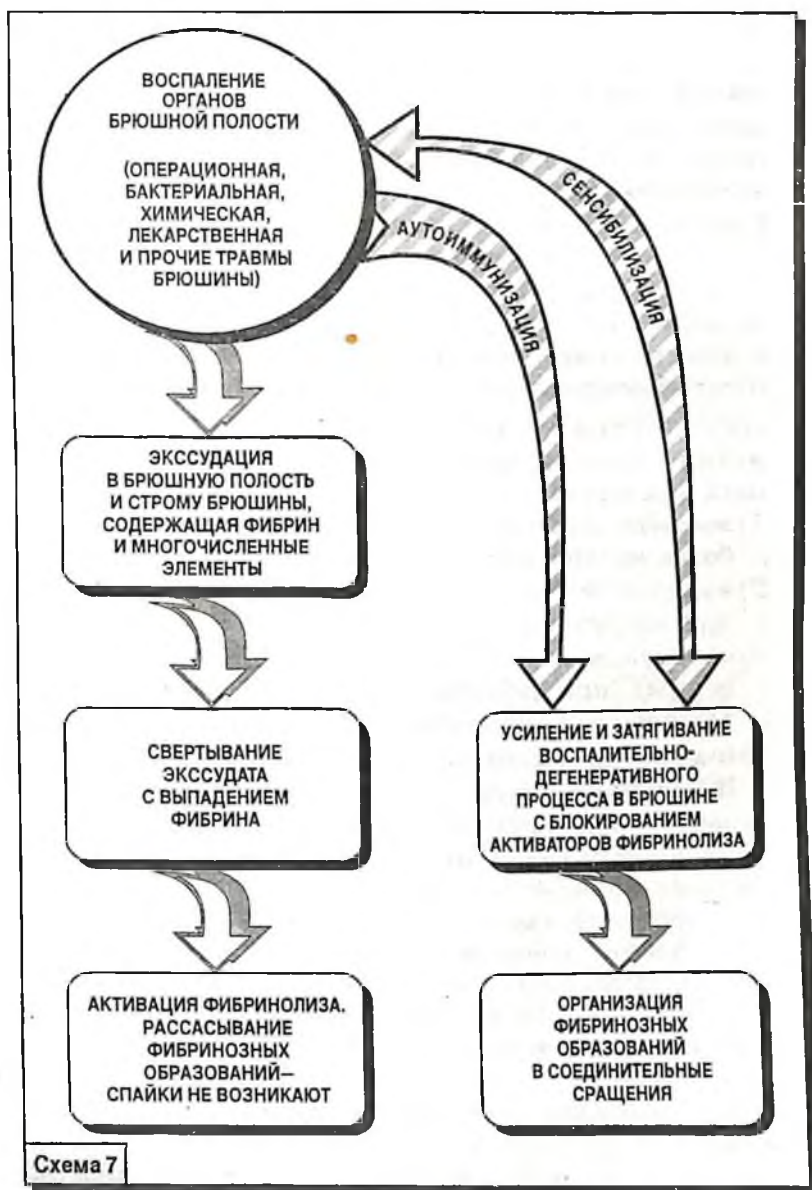 ВОСПАЛЕНИЕ
ОРГАНОВ
БРЮШНОЙ ПОЛОСТИ
(ОПЕРАЦИОННАЯ,
БАКТЕРИАЛЬНАЯ,
ХИМИЧЕСКАЯ,
ЛЕКАРСТВЕННАЯ
И ПРОЧИЕ ТРАВМЫ
БРЮШИНЫ)
АУТОИММУНИЗАЦИЯ
СЕНСИБИЛИЗАЦИЯ
ЭКССУДАЦИЯ
В БРЮШНУЮ ПОЛОСТЬ
И СТРОМУ БРЮШИНЫ,
СОДЕРЖАЩАЯ ФИБРИН
И МНОГОЧИСЛЕННЫЕ
ЭЛЕМЕНТЫ
СВЕРТЫВАНИЕ
ЭКССУДАТА
С ВЫПАДЕНИЕМ
ФИБРИНА
УСИЛЕНИЕ И ЗАТЯГИВАНИЕ
ВОСПАЛИТЕЛЬНО-
ДЕГЕНЕРАТИВНОГО
ПРОЦЕССА В БРЮШИНЕ
С БЛОКИРОВАНИЕМ
АКТИВАТОРОВ ФИБРИНОЛИЗА
АКТИВАЦИЯ ФИБРИНОЛИЗА.
РАССАСЫВАНИЕ
ФИБРИНОЗНЫХ
ОБРАЗОВАНИЙ—
СПАЙКИ НЕ ВОЗНИКАЮТ
ОРГАНИЗАЦИЯ
ФИБРИНОЗНЫХ
ОБРАЗОВАНИЙ
В СОЕДИНИТЕЛЬНЫЕ
СРАЩЕНИЯ
Схема 7